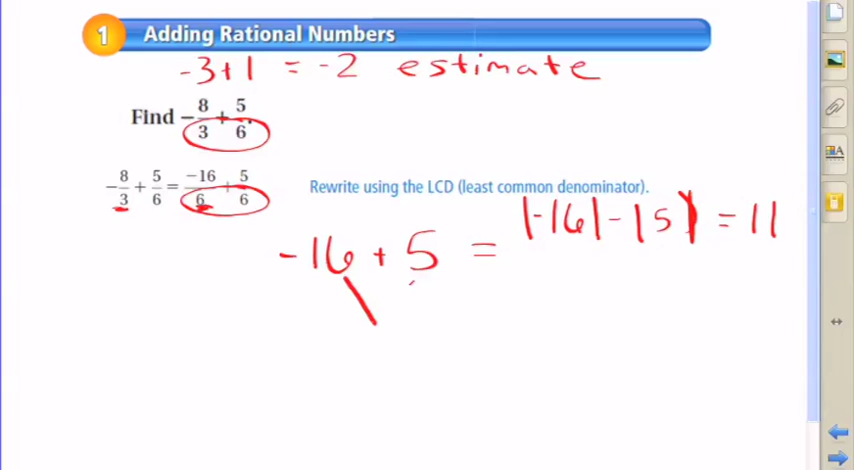 1 Adding Rational Numbers
-3+1 = -2 estimate
Find −8/3 + 5/6.
−8/3 + 5/6 = −16/6 + 5/6 Rewrite using the LCD (least common denominator).
|-16| - |5| = 11
-16 + 5 =